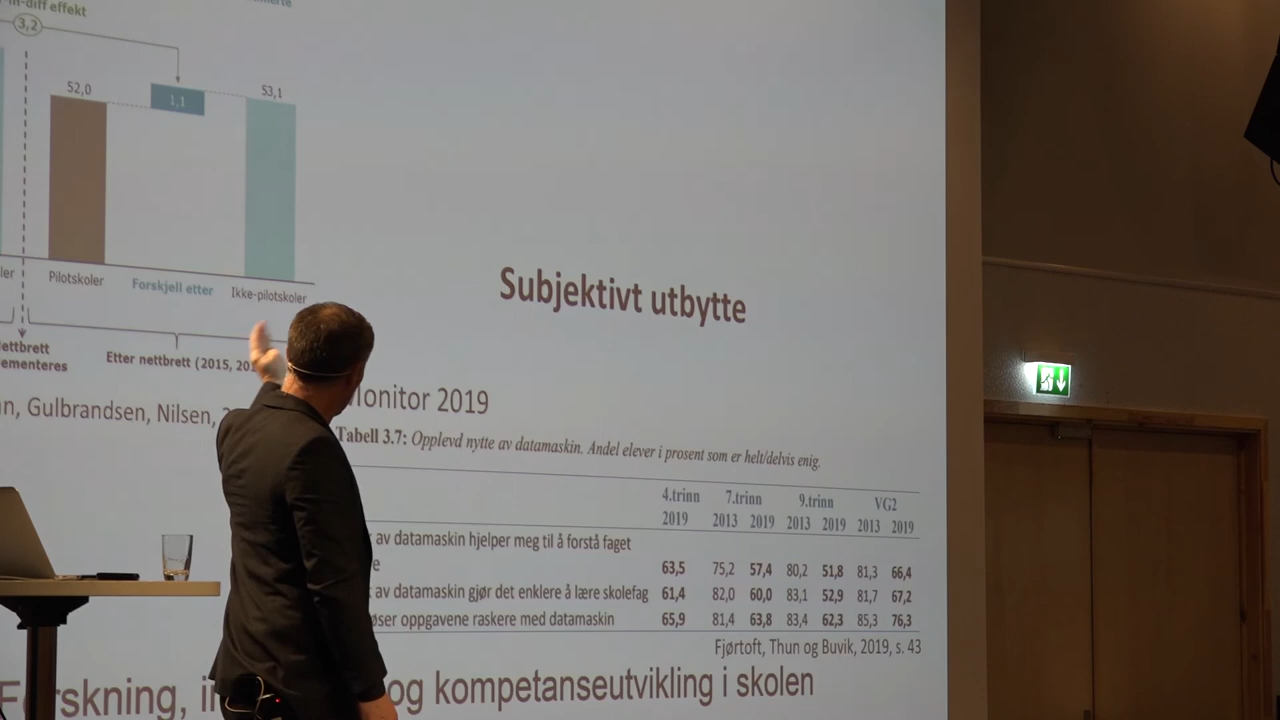 -in-diff effekt
3,2
52,0
1,1
53,1
ler
Pilotskoler
Forskjell etter
Ikke-pilotskoler
ettbrett
ementeres
Etter nettbrett (2015, 20
Subjektivt utbytte
n, Gulbrandsen, Nilsen,
Monitor 2019
Tabell 3.7: Opplevd nytte av datamaskin. Andel elever i prosent som er helt/delvis enig.
4.trinn 7.trinn 9.trinn VG2
2019 2013 2019 2013 2019 2013 2019
av datamaskin hjelper meg til å forstå faget
e 63,5 75,2 57,4 80,2 51,8 81,3 66,4
av datamaskin gjør det enklere å lære skolefag 61,4 82,0 60,0 83,1 52,9 81,7 67,2
øser oppgavene raskere med datamaskin 65,9 81,4 63,8 83,4 62,3 85,3 76,3
Fjørtoft, Thun og Buvik, 2019, s. 43
Forskning, i og kompetanseutvikling i skolen